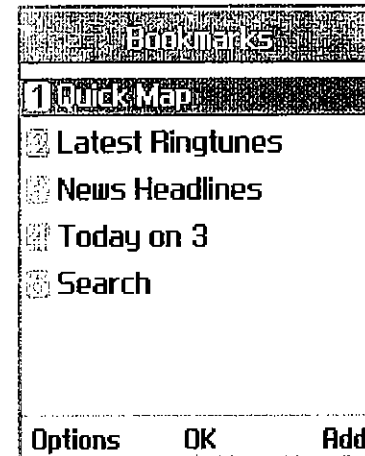 Bookmarks
1 Quick Map
2 Latest Ringtunes
3 News Headlines
4 Today on 3
5 Search
Options OK Add